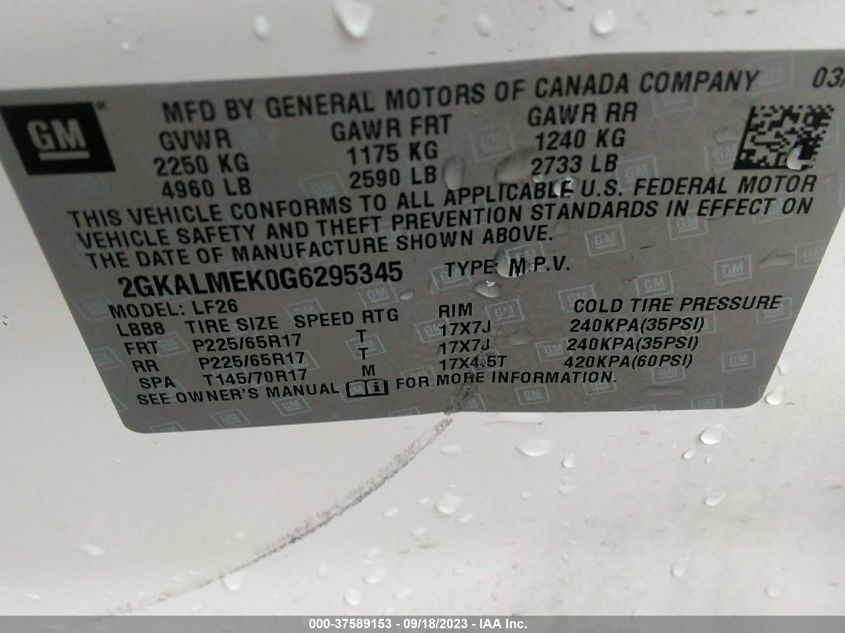 GM
MFD BY GENERAL MOTORS OF CANADA COMPANY 03/
GVWR GAWR FRT GAWR RR
2250 KG 1175 KG 1240 KG
4960 LB 2590 LB 2733 LB
THIS VEHICLE CONFORMS TO ALL APPLICABLE U.S. FEDERAL MOTOR
VEHICLE SAFETY AND THEFT PREVENTION STANDARDS IN EFFECT ON
THE DATE OF MANUFACTURE SHOWN ABOVE.
2GKALMEK0G6295345 TYPE: M.P.V.
MODEL: LF26
LBB8 TIRE SIZE SPEED RTG RIM COLD TIRE PRESSURE
FRT P225/65R17 T 17X7J 240KPA(35PSI)
RR P225/65R17 T 17X7J 240KPA(35PSI)
SPA T145/70R17 M 17X4.5T 420KPA(60PSI)
SEE OWNER'S MANUAL FOR MORE INFORMATION.
000-37589153 - 09/18/2023 - IAA Inc.